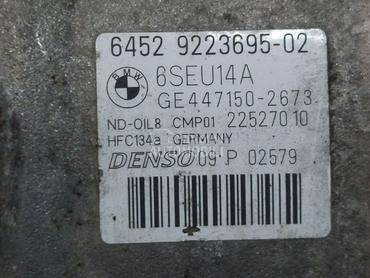 6452 9223695-02
BMW
6SEU14A
GE447150-2673
ND-OIL8 CMP01 22527010
HFC134a GERMANY
DENSO 09 P 02579